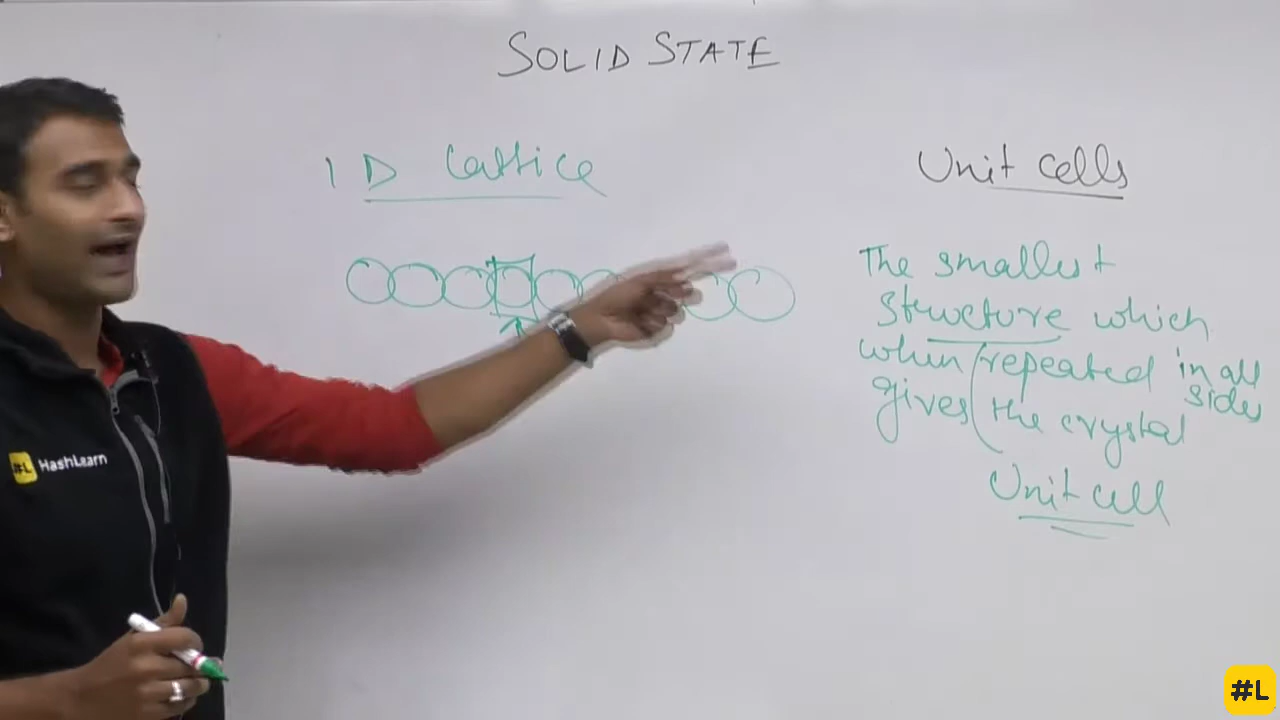 SOLID STATE
1 D Lattice
Unit cells
The smallest
structure which
when repeated in all
sides
gives the crystal
Unit cell
#L HashLearn
#L